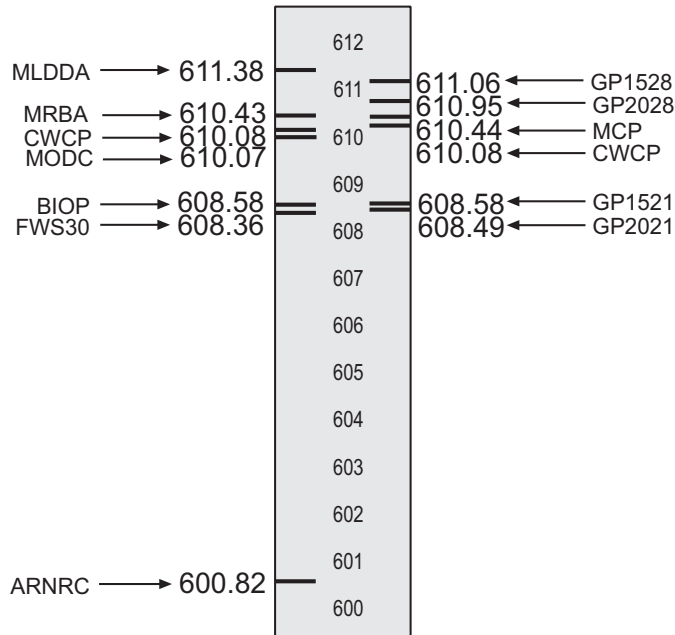 612
MLDDA 611.38
611
611.06 GP1528
610.95 GP2028
MRBA 610.43
610.44 MCP
CWCP 610.08
610
610.08 CWCP
MODC 610.07
609
BIOP 608.58
608.58 GP1521
FWS30 608.36
608.49 GP2021
608
607
606
605
604
603
602
601
ARNRC 600.82
600